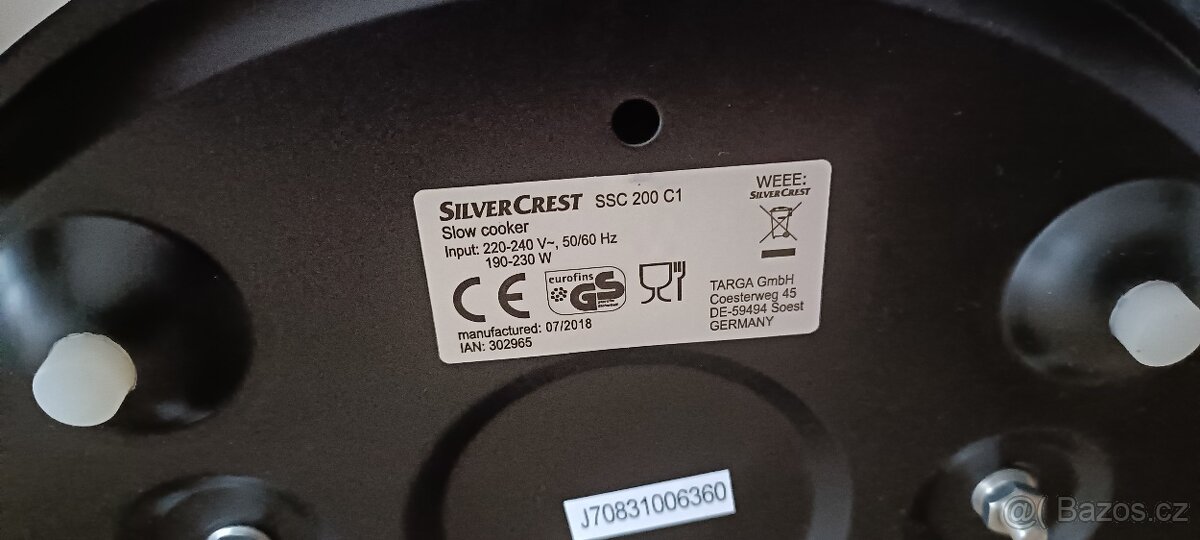 SILVERCREST SSC 200 C1
Slow cooker
Input: 220-240 V~, 50/60 Hz
190-230 W
CE
eurofins
GS
manufactured: 07/2018
IAN: 302965
WEEE:
SILVERCREST
TARGA GmbH
Coesterweg 45
DE-59494 Soest
GERMANY
J70831006360
@ Bazos.cz